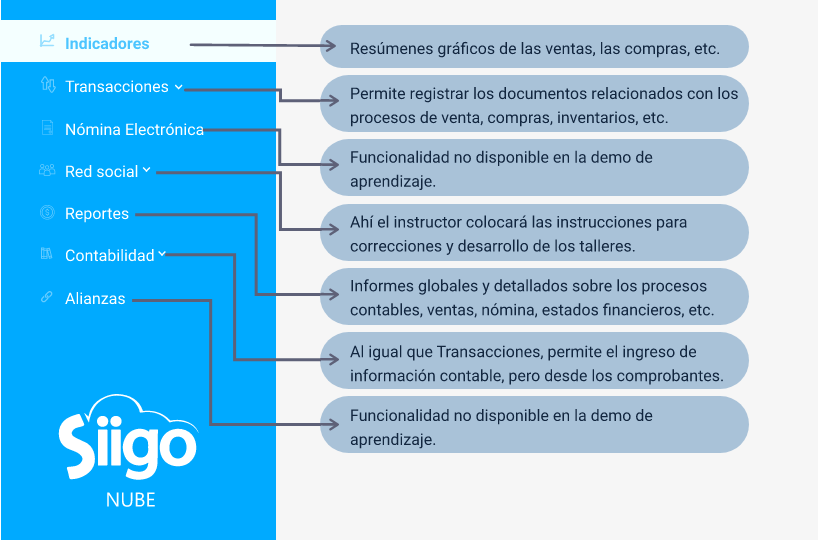 Indicadores
Resúmenes gráficos de las ventas, las compras, etc.
Transacciones
Permite registrar los documentos relacionados con los
procesos de venta, compras, inventarios, etc.
Nómina Electrónica
Funcionalidad no disponible en la demo de
aprendizaje.
Red social
Ahí el instructor colocará las instrucciones para
correcciones y desarrollo de los talleres.
Reportes
Informes globales y detallados sobre los procesos
contables, ventas, nómina, estados financieros, etc.
Contabilidad
Al igual que Transacciones, permite el ingreso de
información contable, pero desde los comprobantes.
Alianzas
Funcionalidad no disponible en la demo de
aprendizaje.
Siigo
NUBE